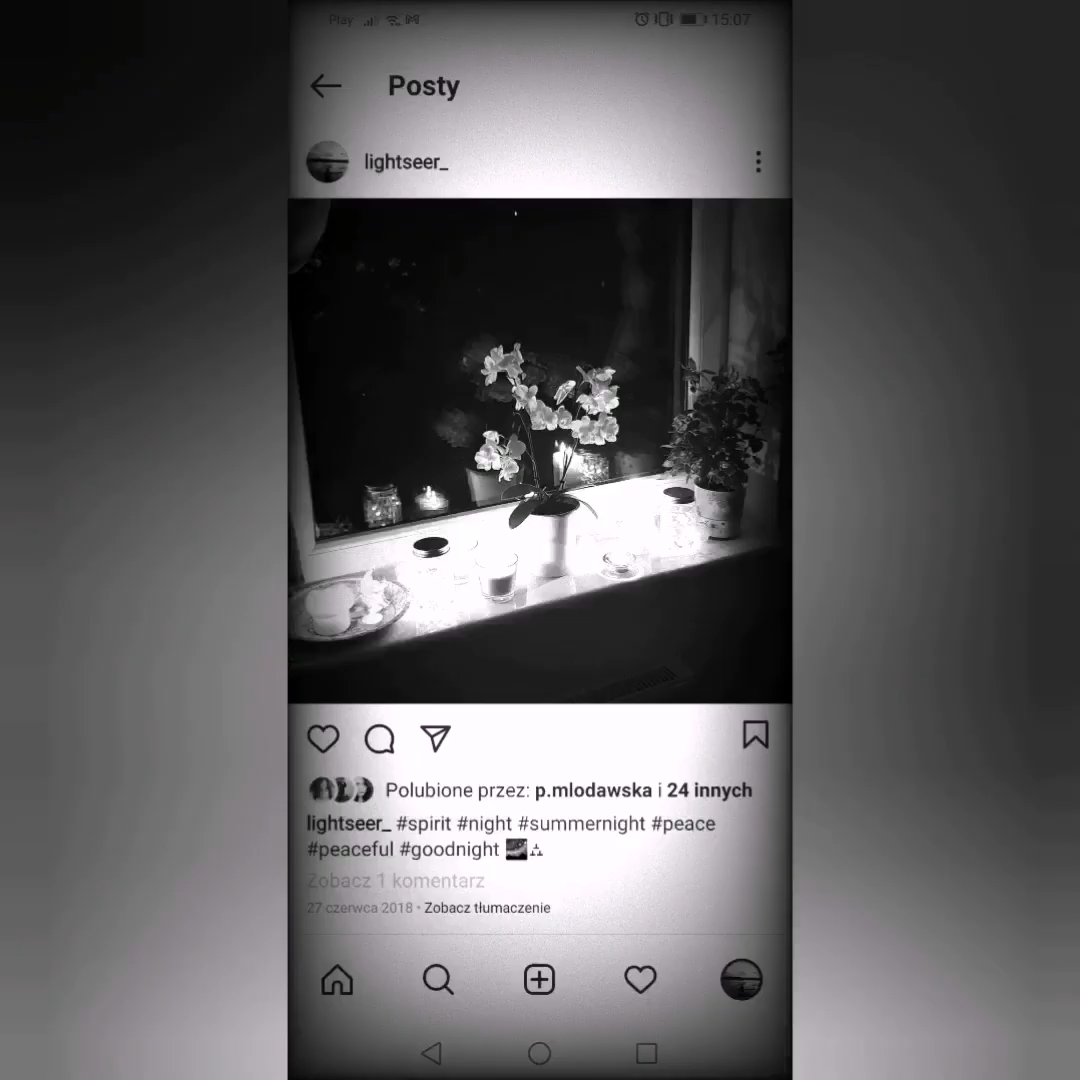 Play 15:07
Posty
lightseer_
Polubione przez: p.mlodawska i 24 innych
lightseer_ #spirit #night #summernight #peace
#peaceful #goodnight
Zobacz 1 komentarz
27 czerwca 2018 • Zobacz tłumaczenie